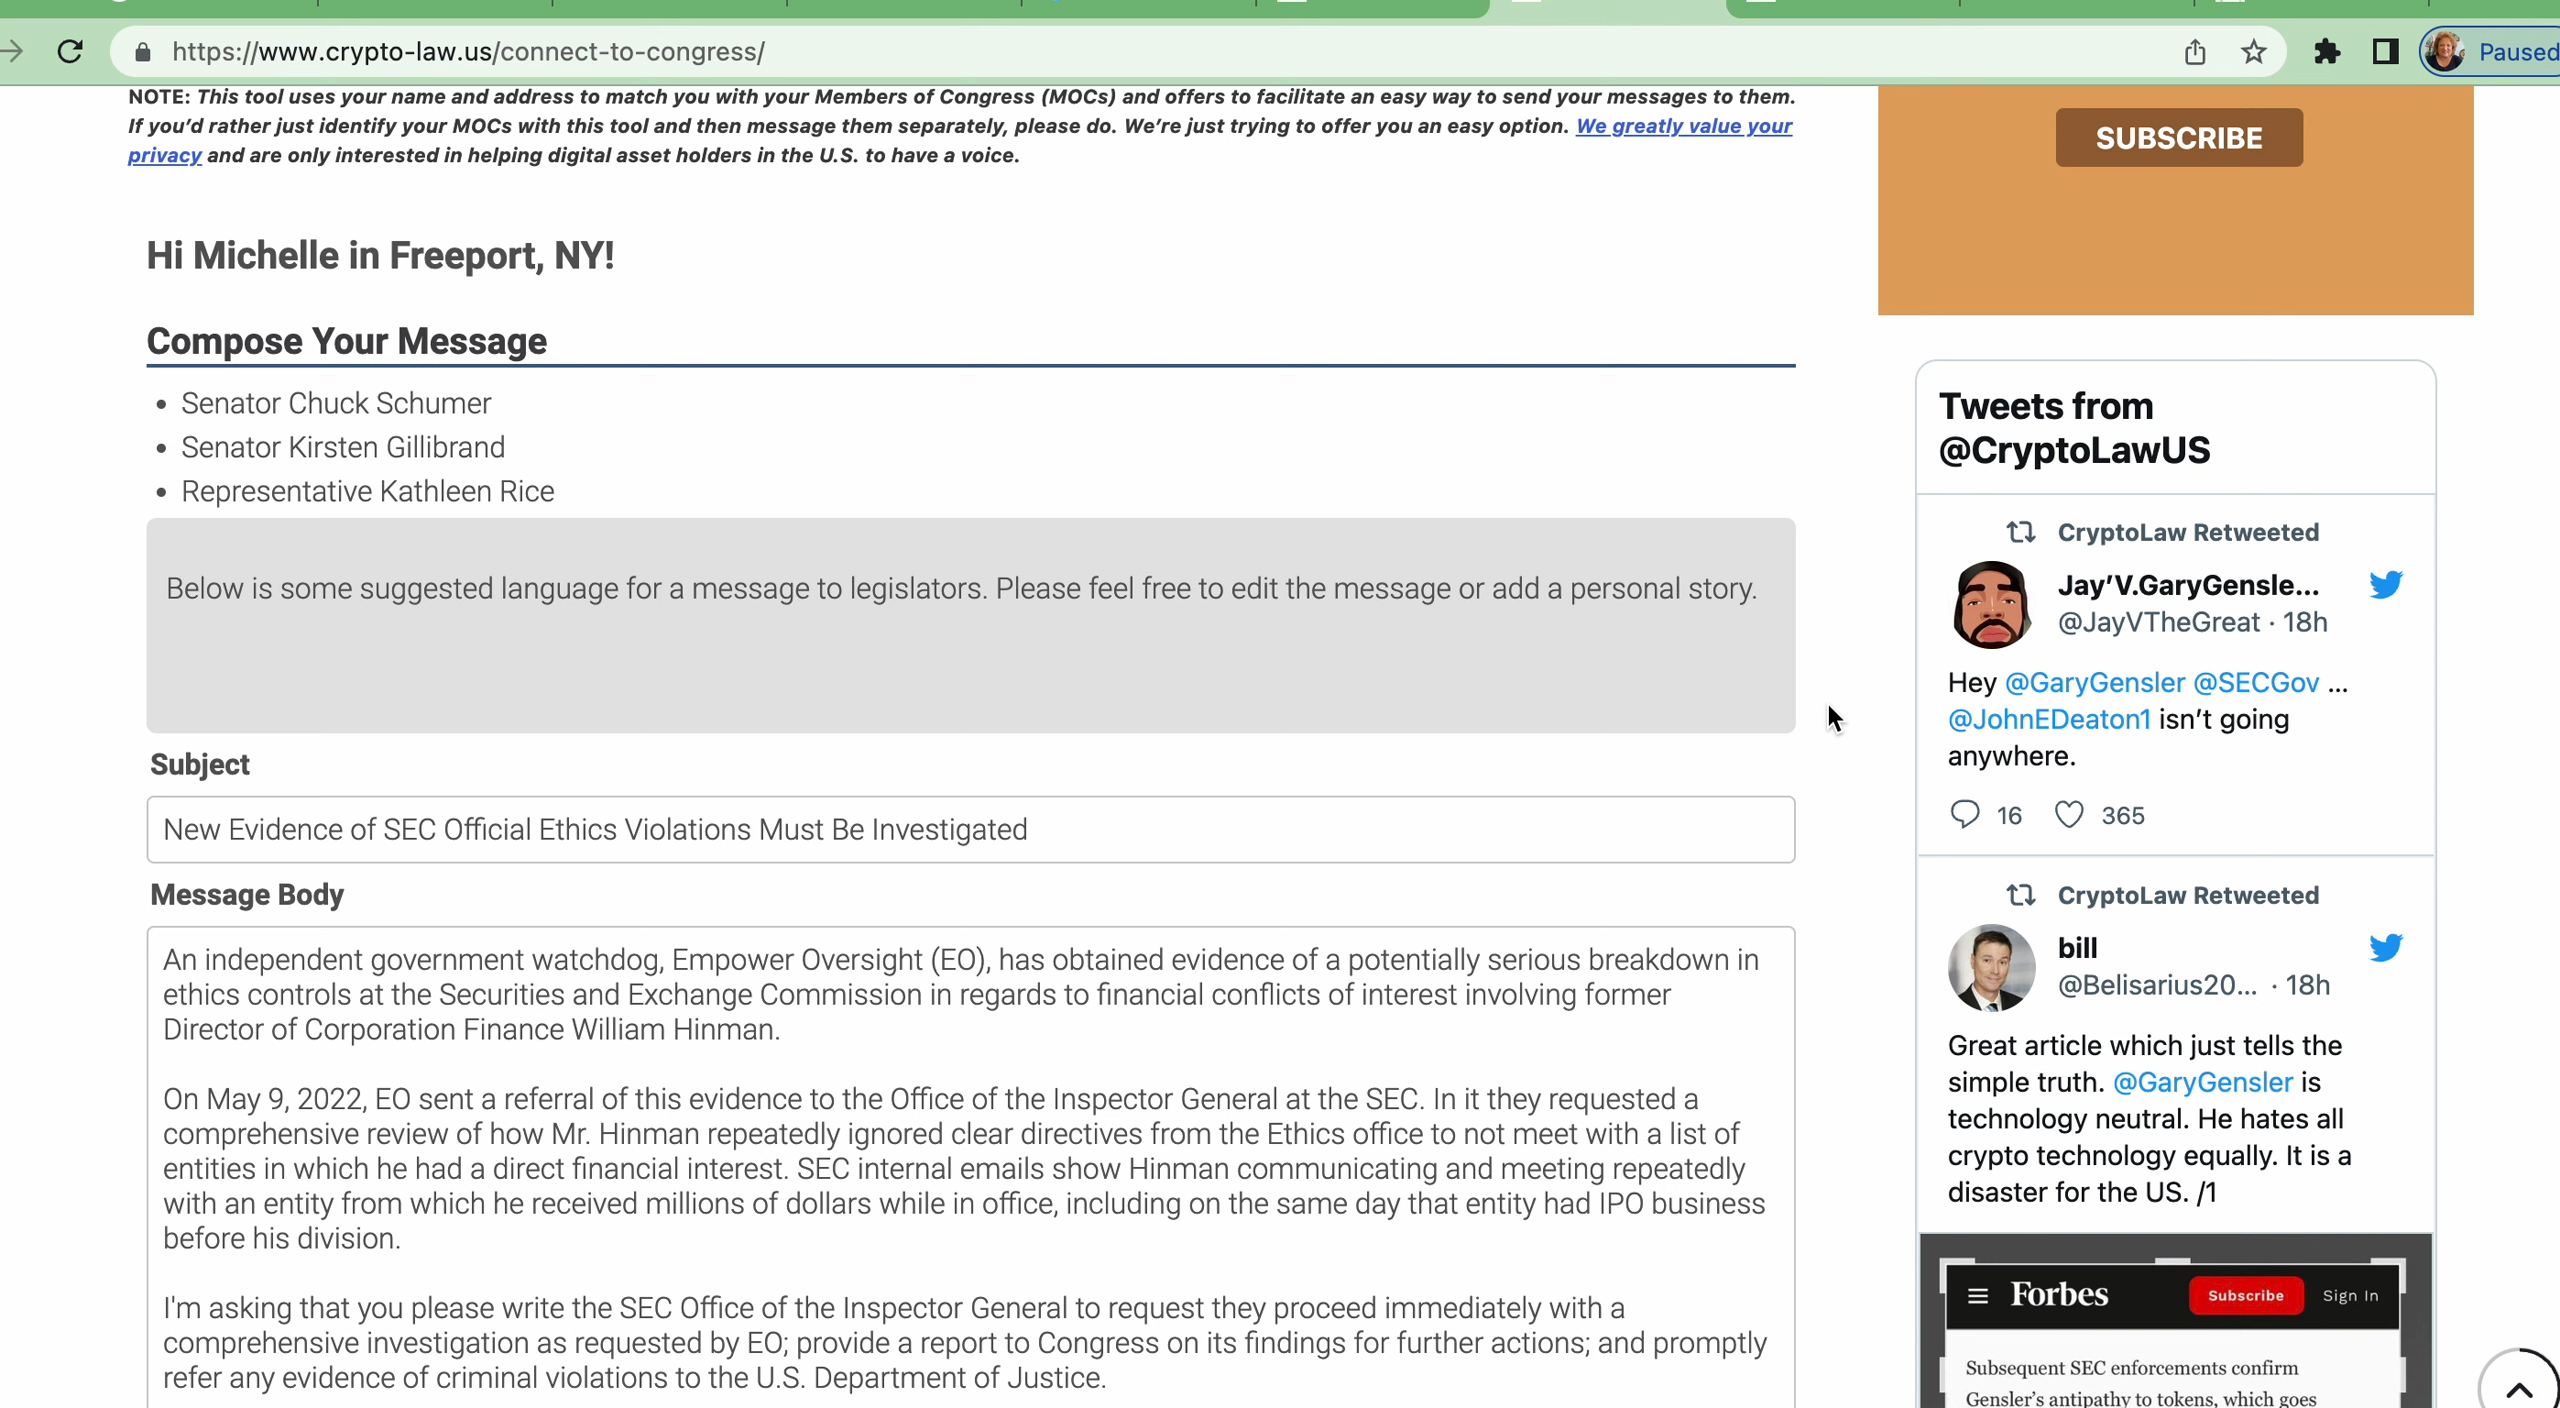 https://www.crypto-law.us/connect-to-congress/
Paused
NOTE: This tool uses your name and address to match you with your Members of Congress (MOCs) and offers to facilitate an easy way to send your messages to them.
If you’d rather just identify your MOCs with this tool and then message them separately, please do. We’re just trying to offer you an easy option. We greatly value your
privacy and are only interested in helping digital asset holders in the U.S. to have a voice.
Hi Michelle in Freeport, NY!
Compose Your Message
• Senator Chuck Schumer
• Senator Kirsten Gillibrand
• Representative Kathleen Rice
Below is some suggested language for a message to legislators. Please feel free to edit the message or add a personal story.
Subject
New Evidence of SEC Official Ethics Violations Must Be Investigated
Message Body
An independent government watchdog, Empower Oversight (EO), has obtained evidence of a potentially serious breakdown in
ethics controls at the Securities and Exchange Commission in regards to financial conflicts of interest involving former
Director of Corporation Finance William Hinman.
On May 9, 2022, EO sent a referral of this evidence to the Office of the Inspector General at the SEC. In it they requested a
comprehensive review of how Mr. Hinman repeatedly ignored clear directives from the Ethics office to not meet with a list of
entities in which he had a direct financial interest. SEC internal emails show Hinman communicating and meeting repeatedly
with an entity from which he received millions of dollars while in office, including on the same day that entity had IPO business
before his division.
I'm asking that you please write the SEC Office of the Inspector General to request they proceed immediately with a
comprehensive investigation as requested by EO; provide a report to Congress on its findings for further actions; and promptly
refer any evidence of criminal violations to the U.S. Department of Justice.
SUBSCRIBE
Tweets from
@CryptoLawUS
CryptoLaw Retweeted
Jay’V.GaryGensle...
@JayVTheGreat · 18h
Hey @GaryGensler @SECGov ...
@JohnEDeaton1 isn’t going
anywhere.
16 365
CryptoLaw Retweeted
bill
@Belisarius20... · 18h
Great article which just tells the
simple truth. @GaryGensler is
technology neutral. He hates all
crypto technology equally. It is a
disaster for the US. /1
Forbes Subscribe Sign In
Subsequent SEC enforcements confirm
Gensler’s antipathy to tokens, which goes